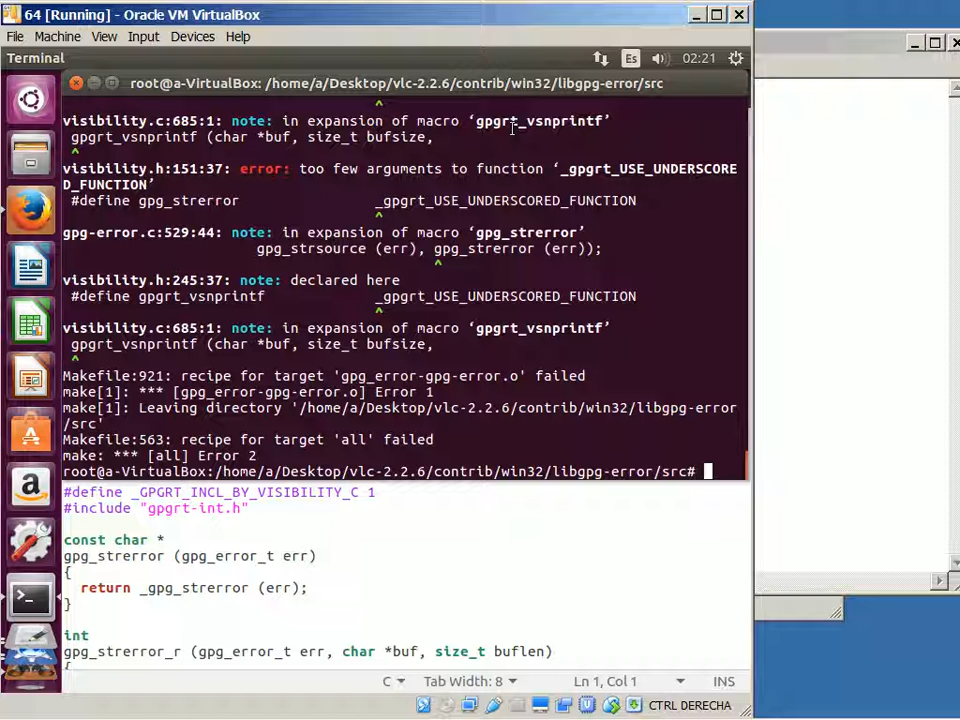 64 [Running] - Oracle VM VirtualBox
File Machine View Input Devices Help
Terminal Es 02:21
root@a-VirtualBox: /home/a/Desktop/vlc-2.2.6/contrib/win32/libgpg-error/src
^
visibility.c:685:1: note: in expansion of macro ‘gpgrt_vsnprintf’
gpgrt_vsnprintf (char *buf, size_t bufsize,
^
visibility.h:151:37: error: too few arguments to function ‘_gpgrt_USE_UNDERSCORE
D_FUNCTION’
#define gpg_strerror _gpgrt_USE_UNDERSCORED_FUNCTION
^
gpg-error.c:529:44: note: in expansion of macro ‘gpg_strerror’
gpg_strsource (err), gpg_strerror (err));
^
visibility.h:245:37: note: declared here
#define gpgrt_vsnprintf _gpgrt_USE_UNDERSCORED_FUNCTION
^
visibility.c:685:1: note: in expansion of macro ‘gpgrt_vsnprintf’
gpgrt_vsnprintf (char *buf, size_t bufsize,
^
Makefile:921: recipe for target 'gpg_error-gpg-error.o' failed
make[1]: *** [gpg_error-gpg-error.o] Error 1
make[1]: Leaving directory '/home/a/Desktop/vlc-2.2.6/contrib/win32/libgpg-error
/src'
Makefile:563: recipe for target 'all' failed
make: *** [all] Error 2
root@a-VirtualBox:/home/a/Desktop/vlc-2.2.6/contrib/win32/libgpg-error/src#
#define _GPGRT_INCL_BY_VISIBILITY_C 1
#include "gpgrt-int.h"
const char *
gpg_strerror (gpg_error_t err)
{
return _gpg_strerror (err);
}
int
gpg_strerror_r (gpg_error_t err, char *buf, size_t buflen)
{
C Tab Width: 8 Ln 1, Col 1 INS
CTRL DERECHA